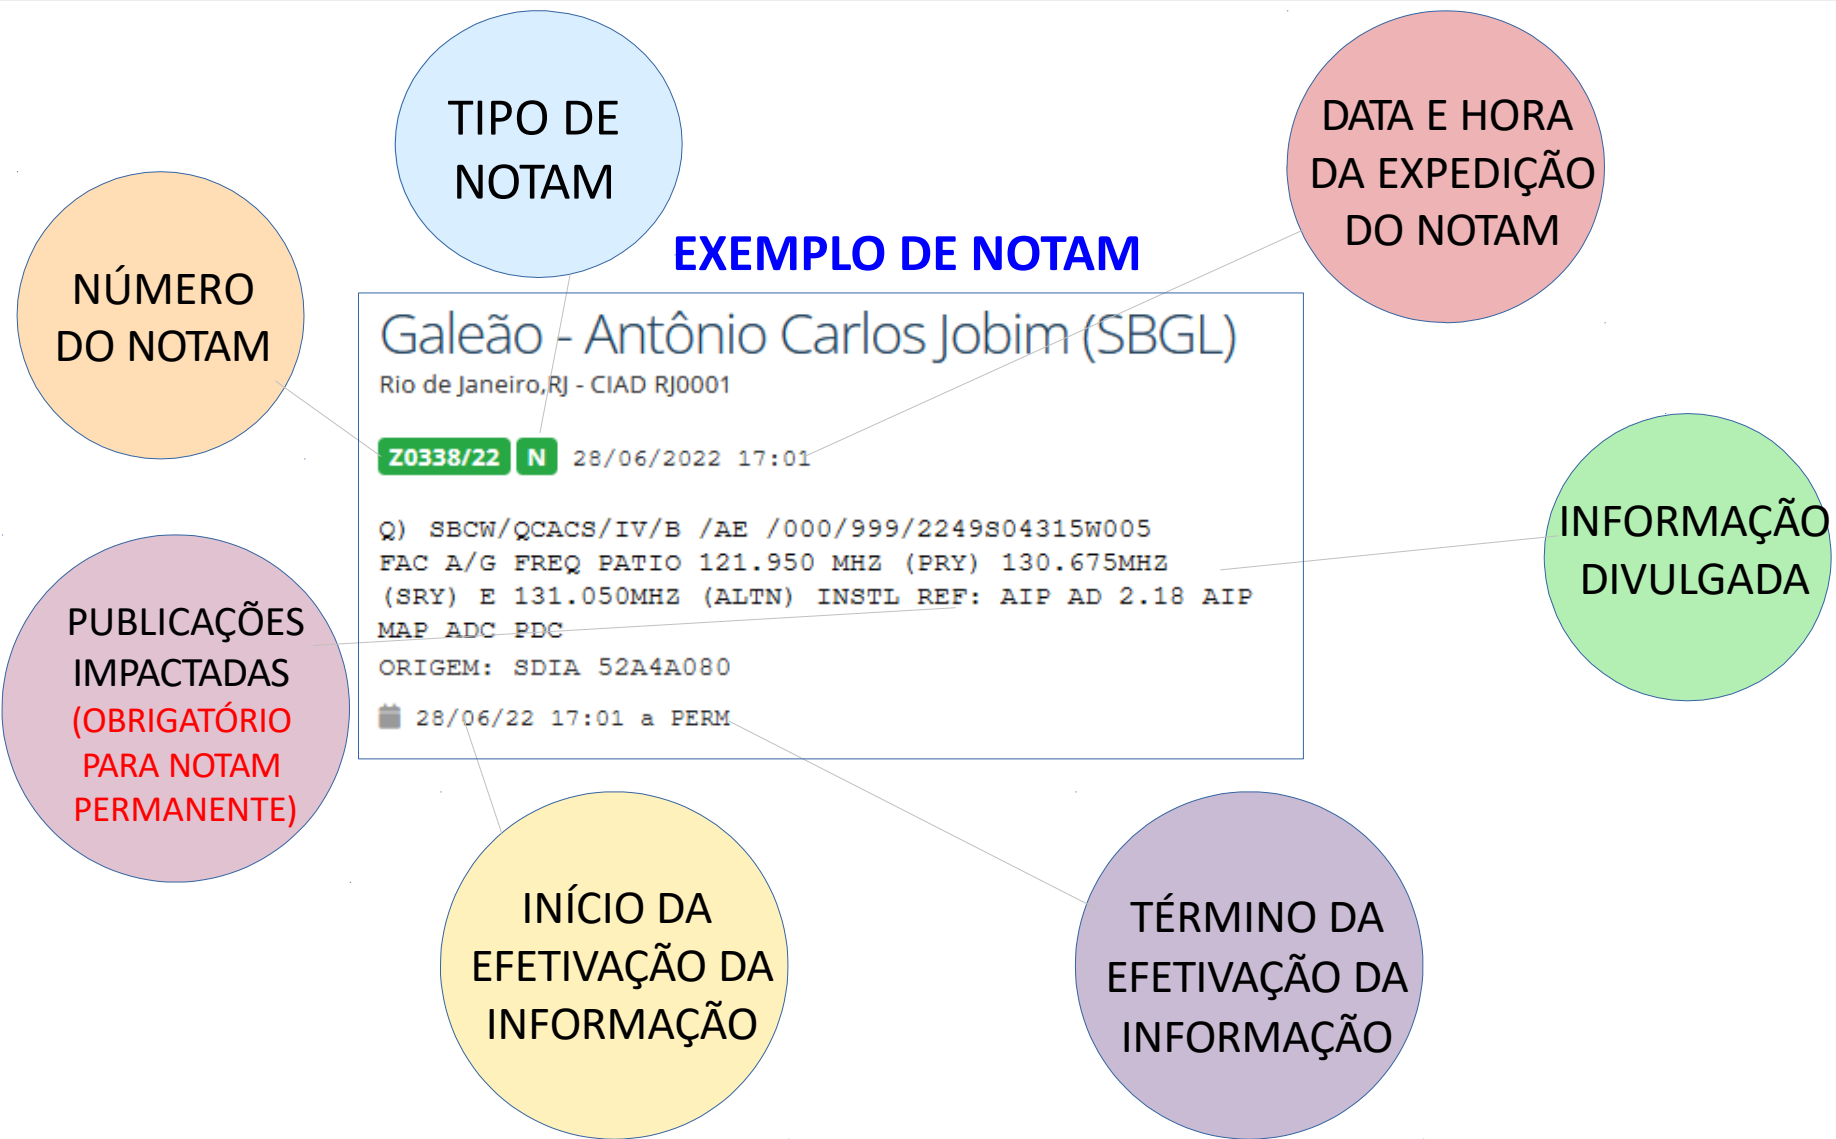 TIPO DE
NOTAM
DATA E HORA
DA EXPEDIÇÃO
DO NOTAM
NÚMERO
DO NOTAM
EXEMPLO DE NOTAM
Galeão - Antônio Carlos Jobim (SBGL)
Rio de Janeiro,RJ - CIAD RJ0001
Z0338/22 N 28/06/2022 17:01
Q) SBCW/QCACS/IV/B /AE /000/999/2249S04315W005
FAC A/G FREQ PATIO 121.950 MHZ (PRY) 130.675MHZ
(SRY) E 131.050MHZ (ALTN) INSTL REF: AIP AD 2.18 AIP
MAP ADC PDC
ORIGEM: SDIA 52A4A080
28/06/22 17:01 a PERM
INFORMAÇÃO
DIVULGADA
PUBLICAÇÕES
IMPACTADAS
(OBRIGATÓRIO
PARA NOTAM
PERMANENTE)
INÍCIO DA
EFETIVAÇÃO DA
INFORMAÇÃO
TÉRMINO DA
EFETIVAÇÃO DA
INFORMAÇÃO